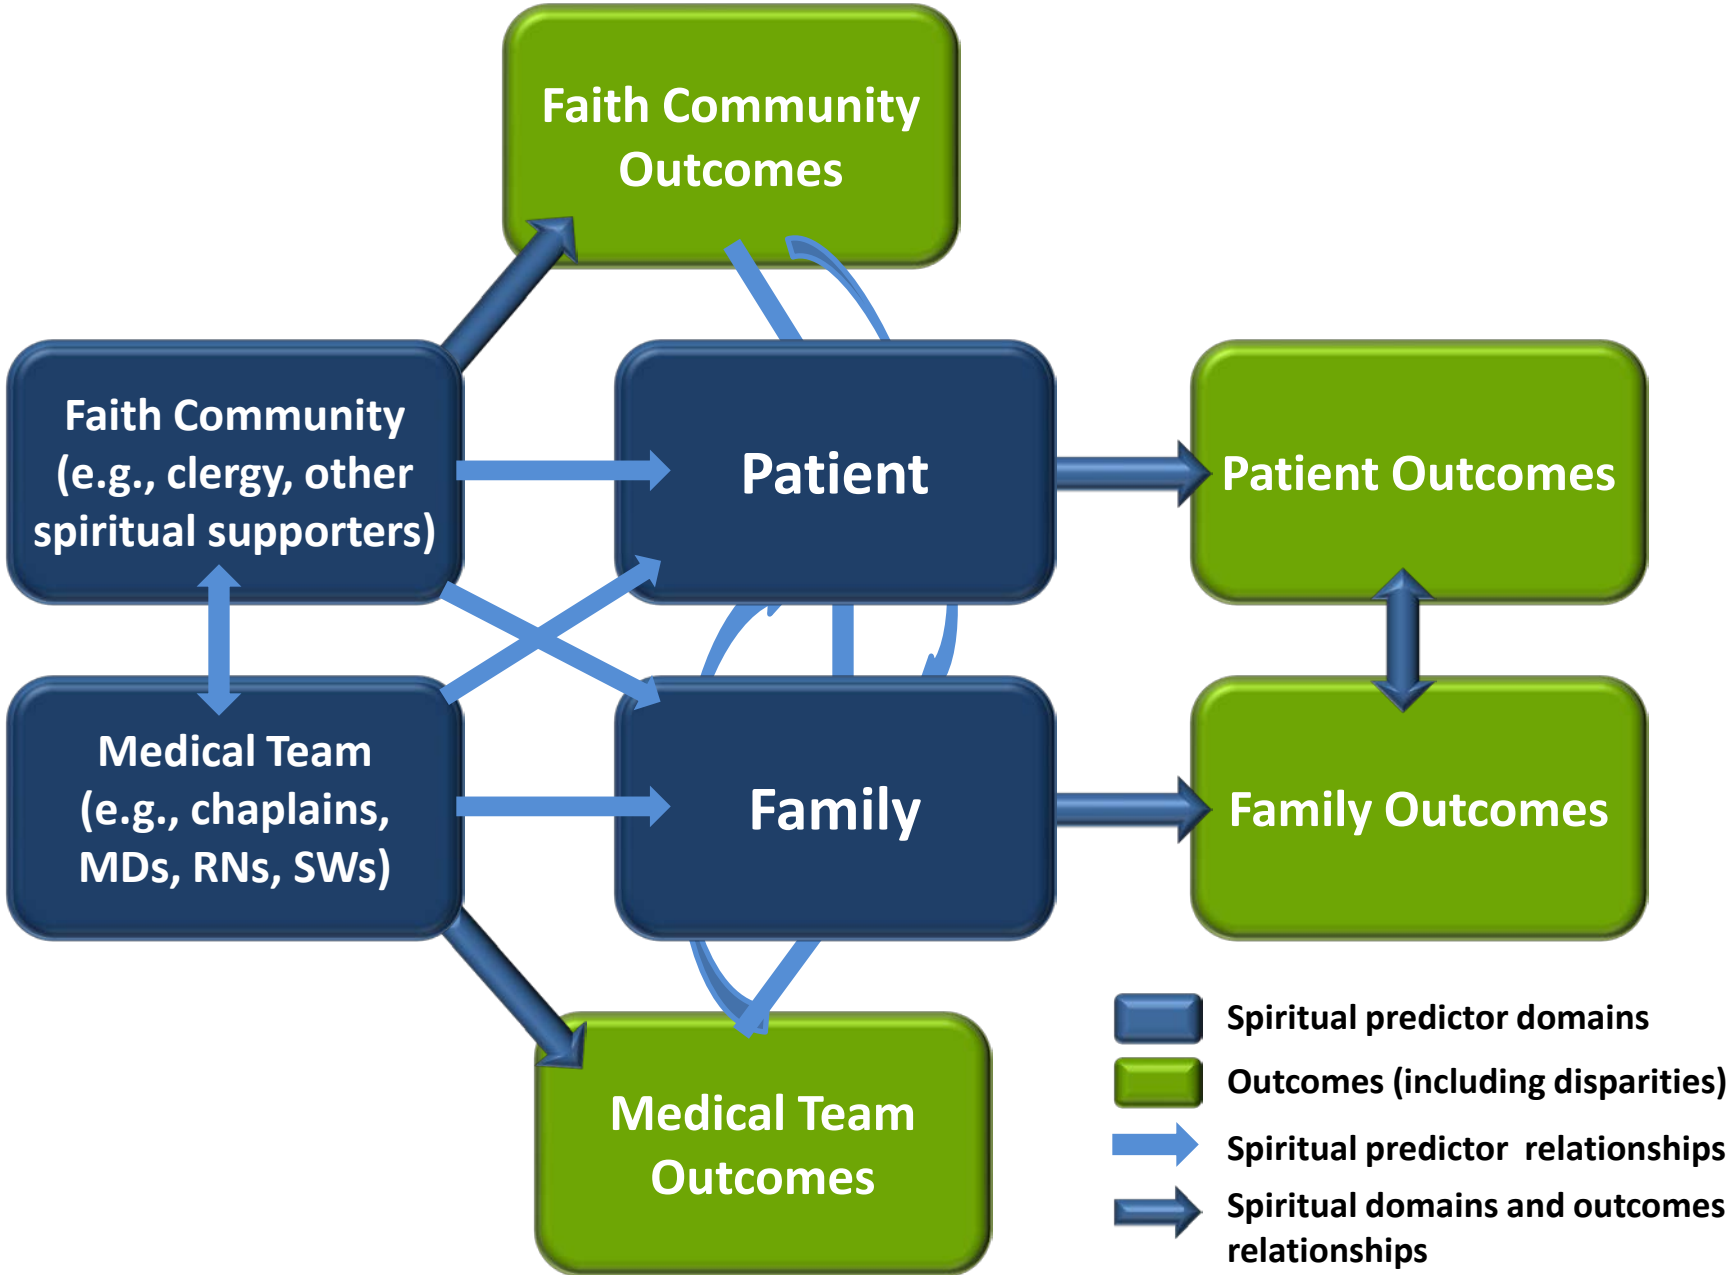 Faith Community
Outcomes
Faith Community
(e.g., clergy, other
spiritual supporters)
Patient
Patient Outcomes
Medical Team
(e.g., chaplains,
MDs, RNs, SWs)
Family
Family Outcomes
Medical Team
Outcomes
Spiritual predictor domains
Outcomes (including disparities)
Spiritual predictor relationships
Spiritual domains and outcomes
relationships